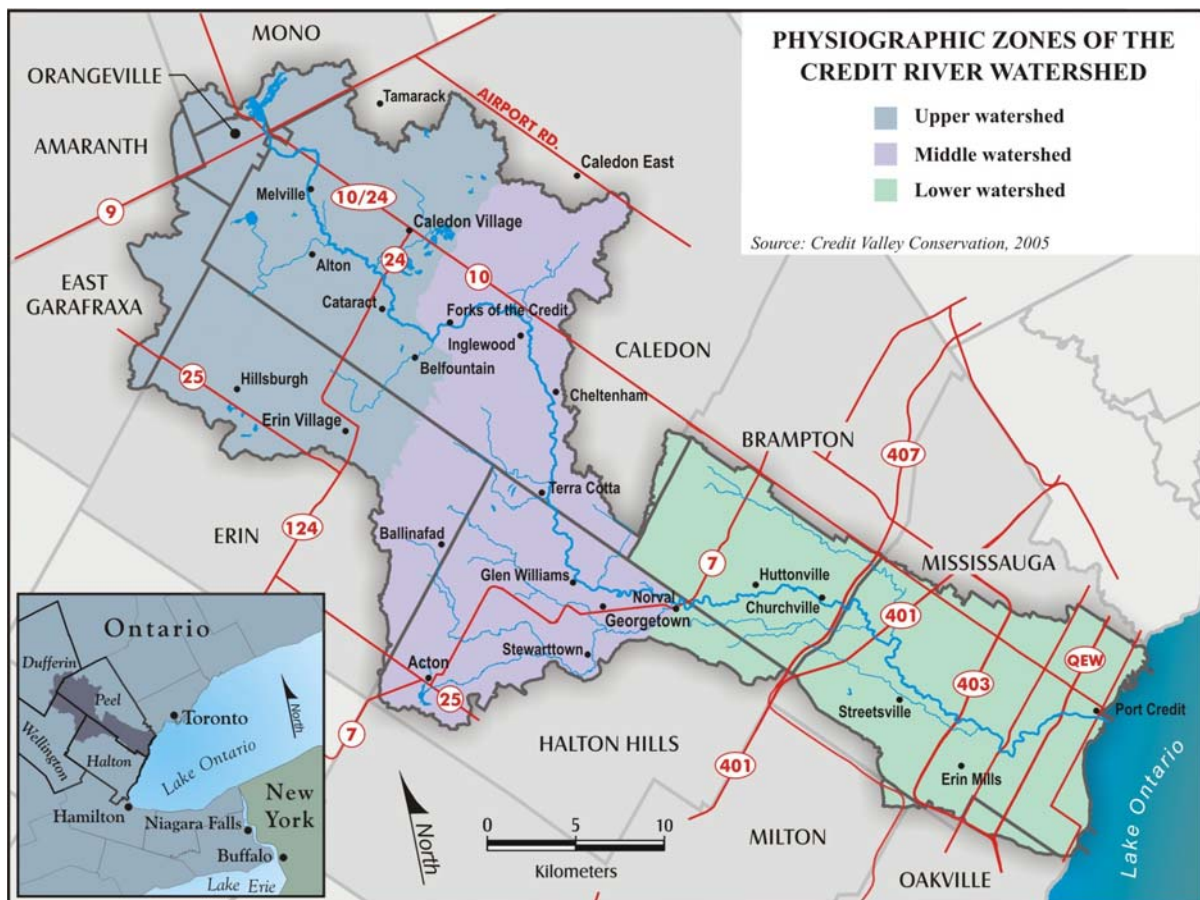 PHYSIOGRAPHIC ZONES OF THE
CREDIT RIVER WATERSHED
Upper watershed
Middle watershed
Lower watershed
Source: Credit Valley Conservation, 2005
MONO
ORANGEVILLE
Tamarack
AIRPORT RD.
AMARANTH
Caledon East
Melville
10/24
9
Caledon Village
24
Alton
10
EAST
GARAFRAXA
Cataract
Forks of the Credit
Inglewood
CALEDON
Belfountain
25
Hillsburgh
Cheltenham
Erin Village
BRAMPTON
407
Terra Cotta
124
ERIN
Ballinafad
7
MISSISSAUGA
Glen Williams
Huttonville
Norval
Churchville
401
Georgetown
Stewarttown
QEW
Acton
403
25
Streetsville
Port Credit
7
HALTON HILLS
401
Erin Mills
North
0
5
10
Kilometers
MILTON
OAKVILLE
Lake Ontario
Ontario
Dufferin
Peel
North
Toronto
Wellington
Halton
Lake Ontario
Hamilton
New
York
Niagara Falls
Buffalo
Lake Erie